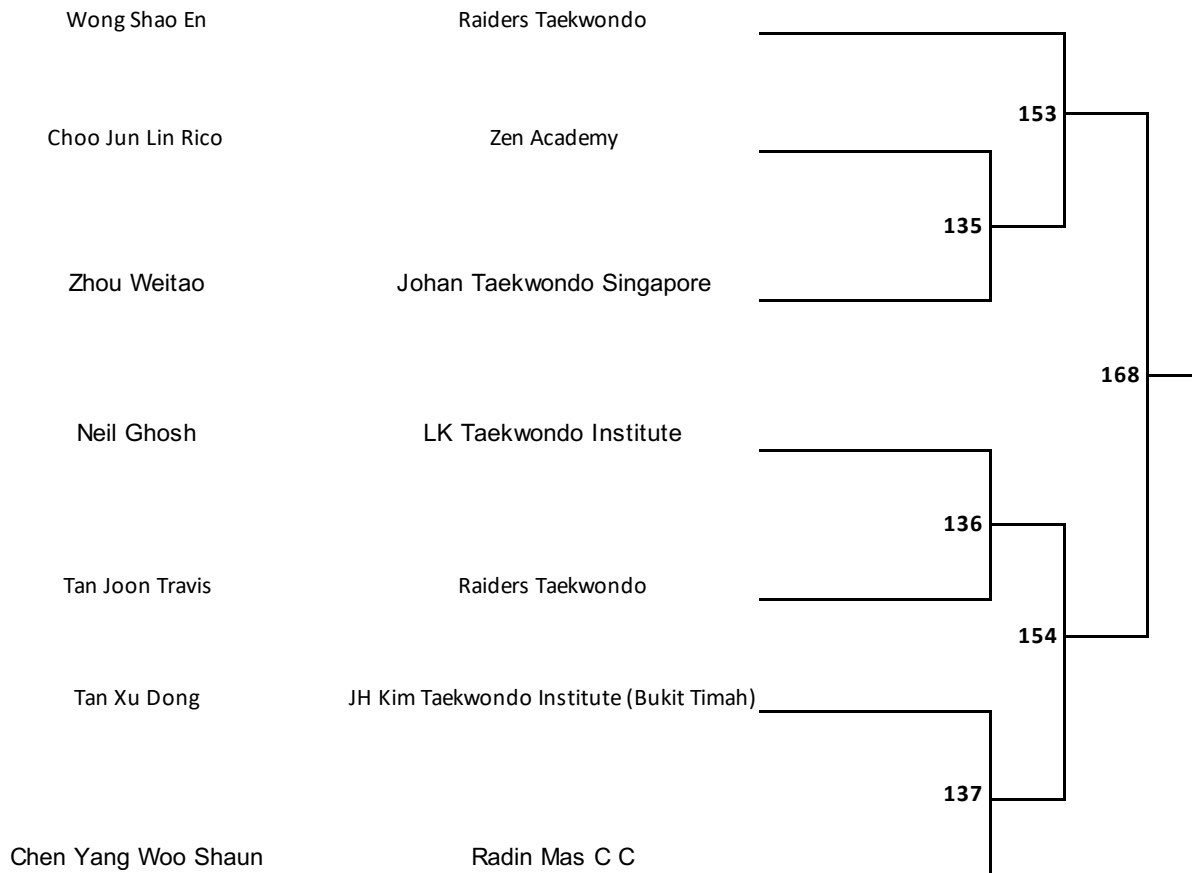 Wong Shao En Raiders Taekwondo
153
Choo Jun Lin Rico Zen Academy
135
Zhou Weitao Johan Taekwondo Singapore
168
Neil Ghosh LK Taekwondo Institute
136
Tan Joon Travis Raiders Taekwondo
154
Tan Xu Dong JH Kim Taekwondo Institute (Bukit Timah)
137
Chen Yang Woo Shaun Radin Mas C C